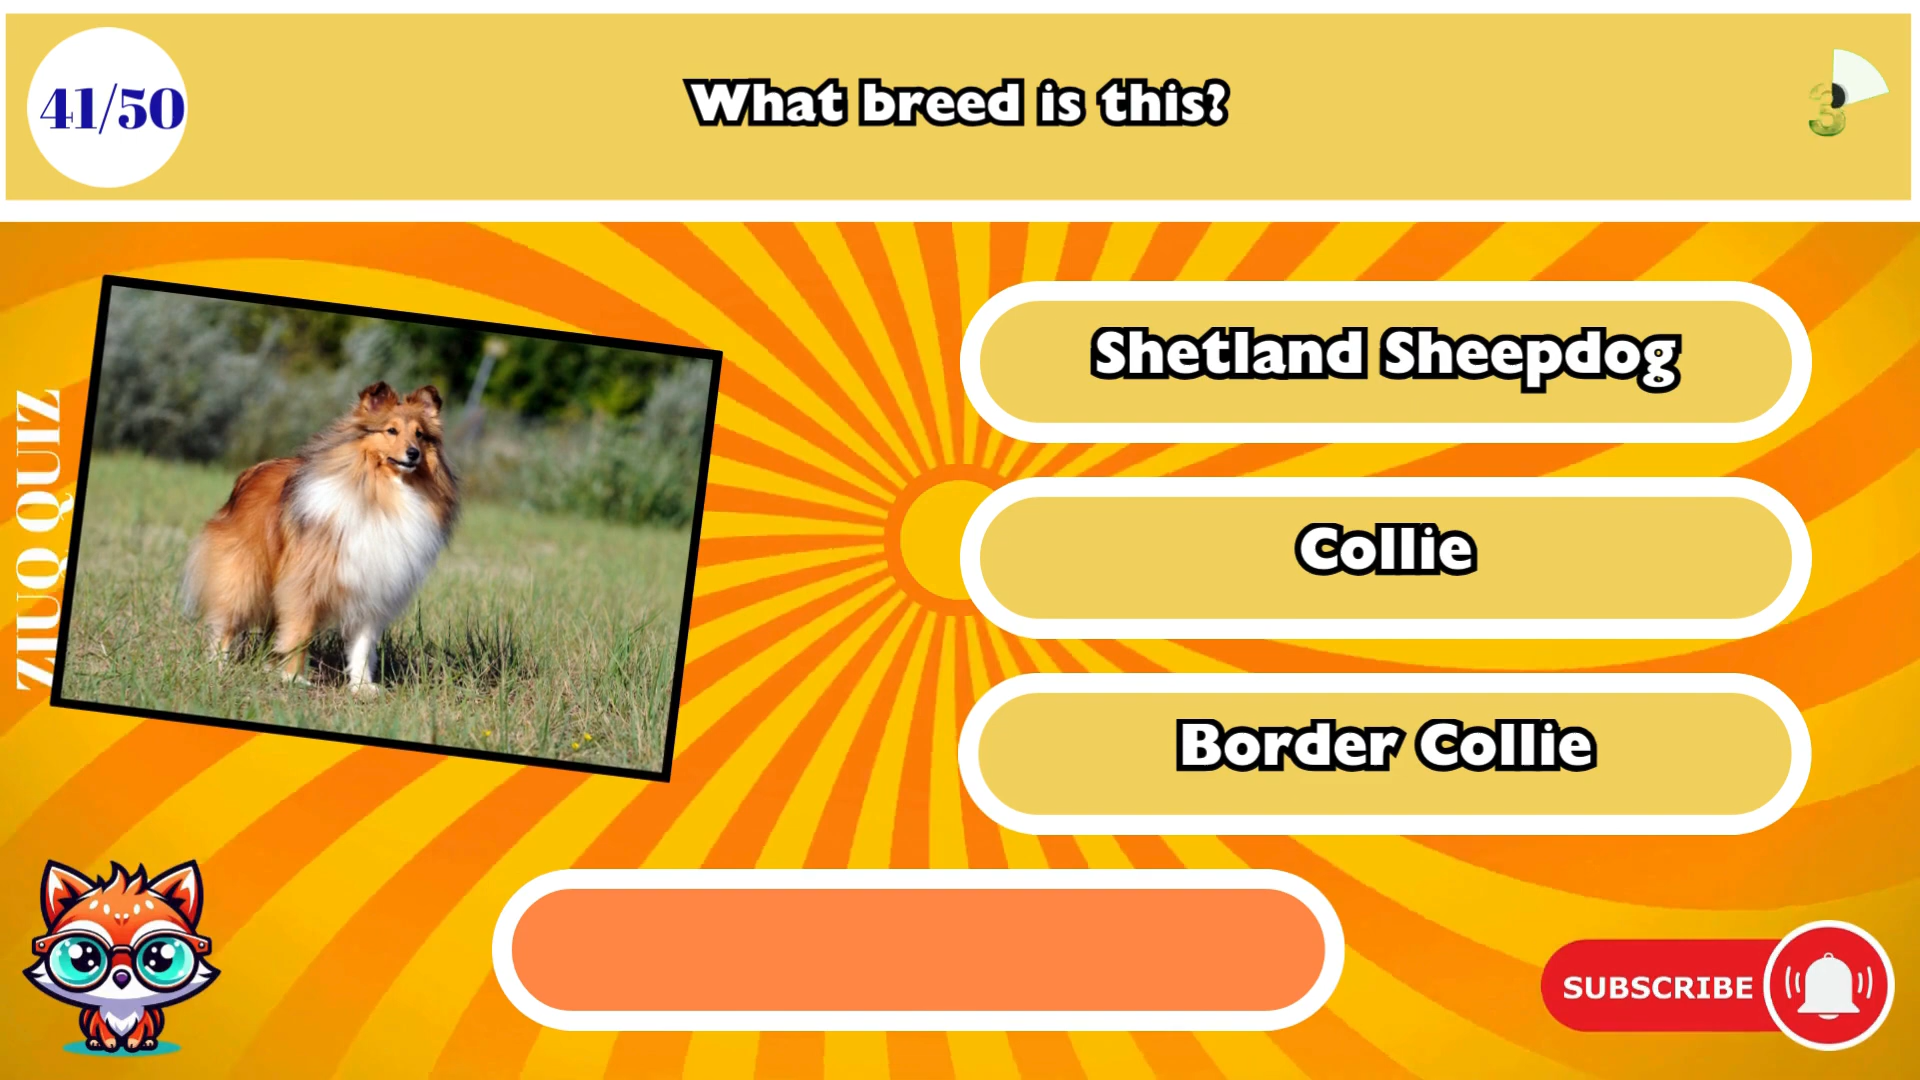 41/50
What breed is this?
3
ZIUQ QUIZ
Shetland Sheepdog
Collie
Border Collie
SUBSCRIBE